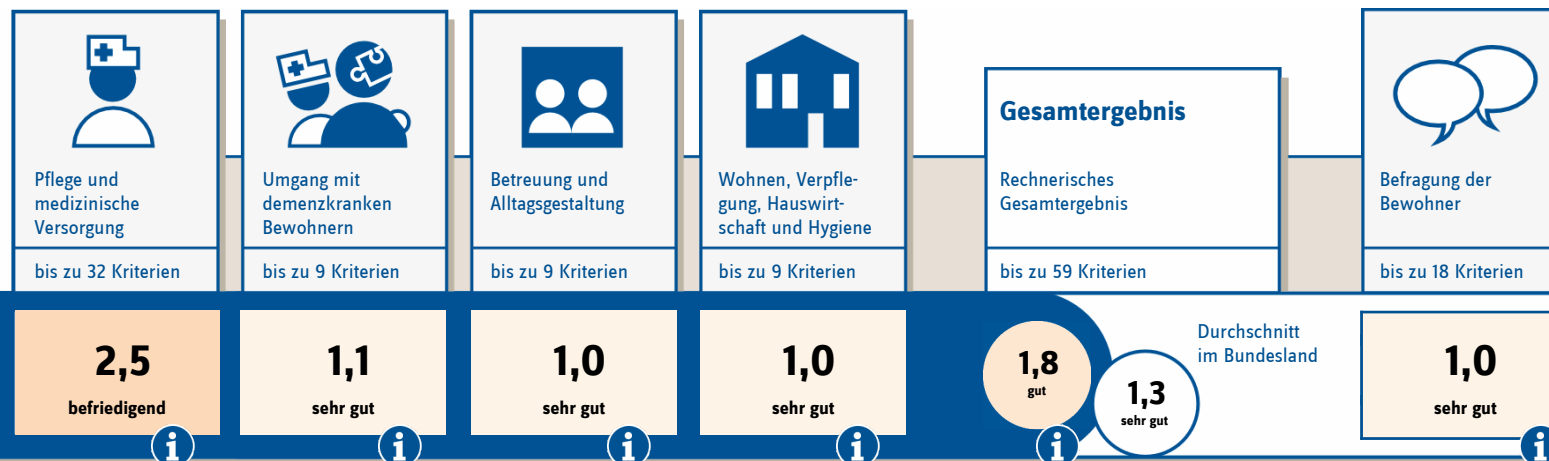 Pflege und
medizinische
Versorgung
bis zu 32 Kriterien
2,5
befriedigend
i
Umgang mit
demenzkranken
Bewohnern
bis zu 9 Kriterien
1,1
sehr gut
i
Betreuung und
Alltagsgestaltung
bis zu 9 Kriterien
1,0
sehr gut
i
Wohnen, Verpfle-
gung, Hauswirt-
schaft und Hygiene
bis zu 9 Kriterien
1,0
sehr gut
i
Gesamtergebnis
Rechnerisches
Gesamtergebnis
bis zu 59 Kriterien
1,8
gut
i
1,3
sehr gut
Durchschnitt
im Bundesland
Befragung der
Bewohner
bis zu 18 Kriterien
1,0
sehr gut
i